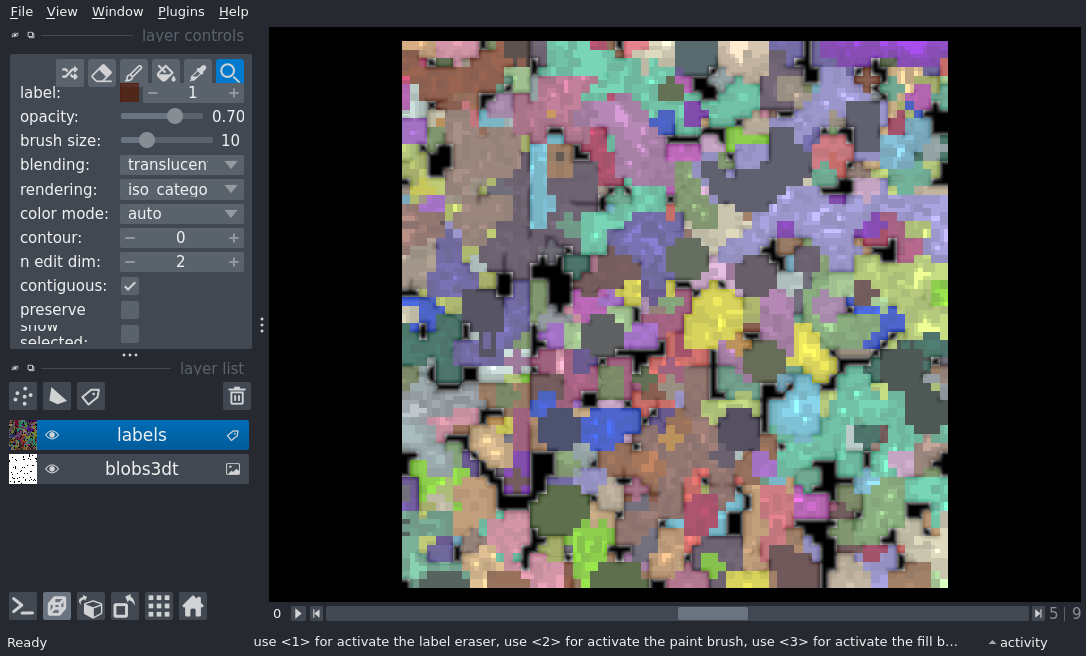 File View Window Plugins Help
layer controls
label: 1
opacity: 0.70
brush size: 10
blending: translucen
rendering: iso_catego
color mode: auto
contour: 0
n edit dim: 2
contiguous:
preserve
show
selected:
layer list
labels
blobs3dt
0 5 | 9
Ready use <1> for activate the label eraser, use <2> for activate the paint brush, use <3> for activate the fill b... activity